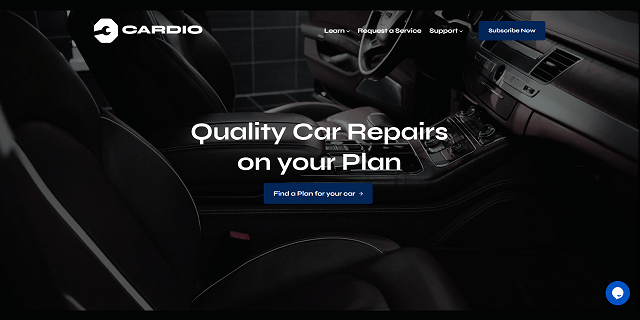 CARDIO
Learn
Request a Service
Support
Subscribe Now
Quality Car Repairs
on your Plan
Find a Plan for your car →